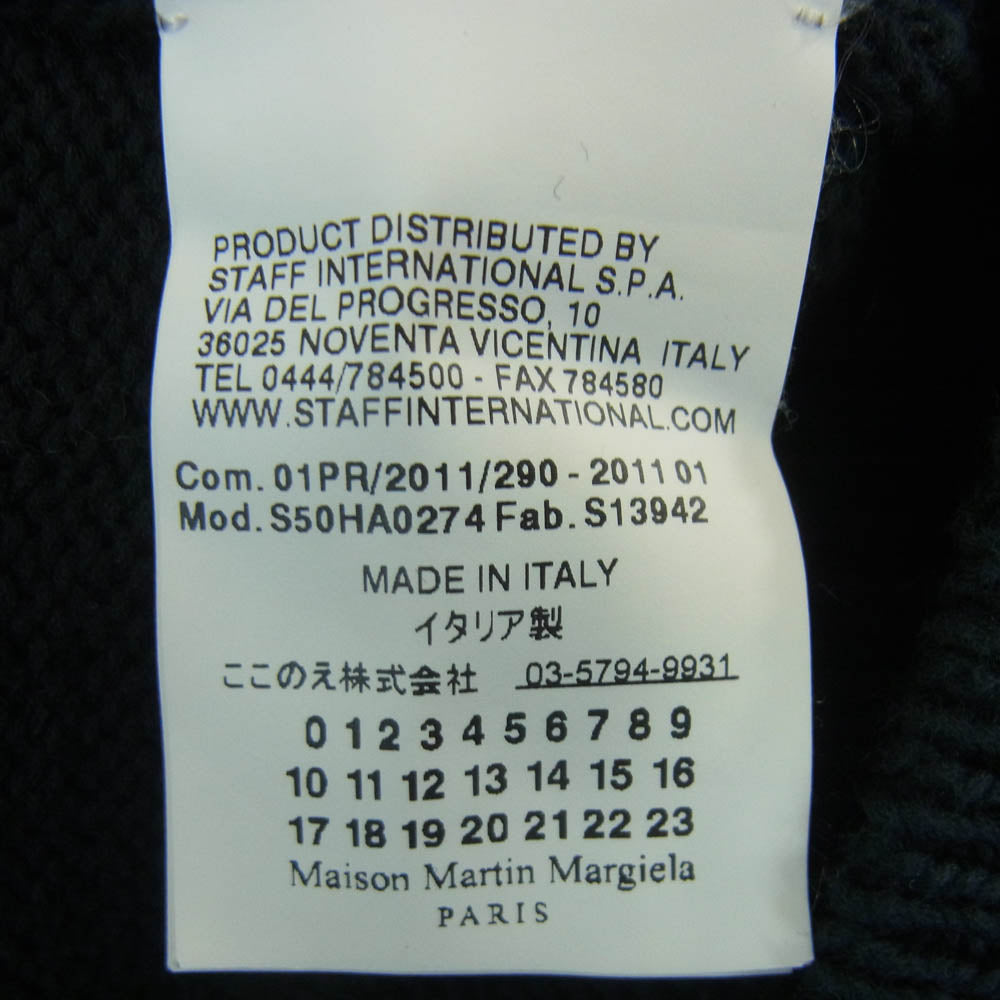 PRODUCT DISTRIBUTED BY
STAFF INTERNATIONAL S.P.A.
VIA DEL PROGRESSO, 10
36025 NOVENTA VICENTINA ITALY
TEL 0444/784500 - FAX 784580
WWW.STAFFINTERNATIONAL.COM
Com. 01PR/2011/290 - 2011 01
Mod. S50HA0274 Fab. S13942
MADE IN ITALY
イタリア製
ここのえ株式会社 03-5794-9931
0 1 2 3 4 5 6 7 8 9
10 11 12 13 14 15 16
17 18 19 20 21 22 23
Maison Martin Margiela
PARIS